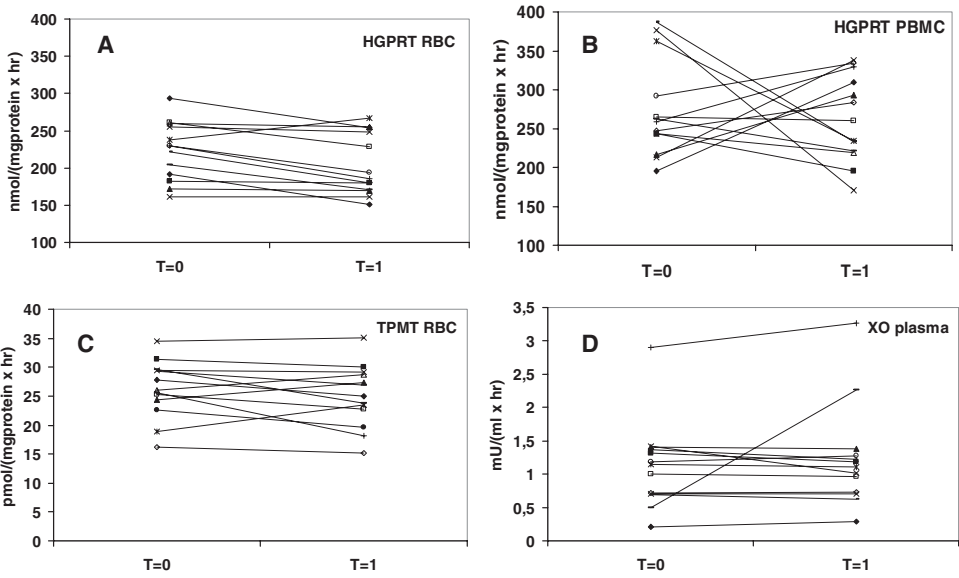 A
HGPRT RBC
nmol/(mgprotein x hr)
400
350
300
250
200
150
100
T=0
T=1
B
HGPRT PBMC
nmol/(mgprotein x hr)
400
350
300
250
200
150
100
T=0
T=1
C
TPMT RBC
pmol/(mgprotein x hr)
40
35
30
25
20
15
10
5
0
T=0
T=1
D
XO plasma
mU/(ml x hr)
3,5
3
2,5
2
1,5
1
0,5
0
T=0
T=1